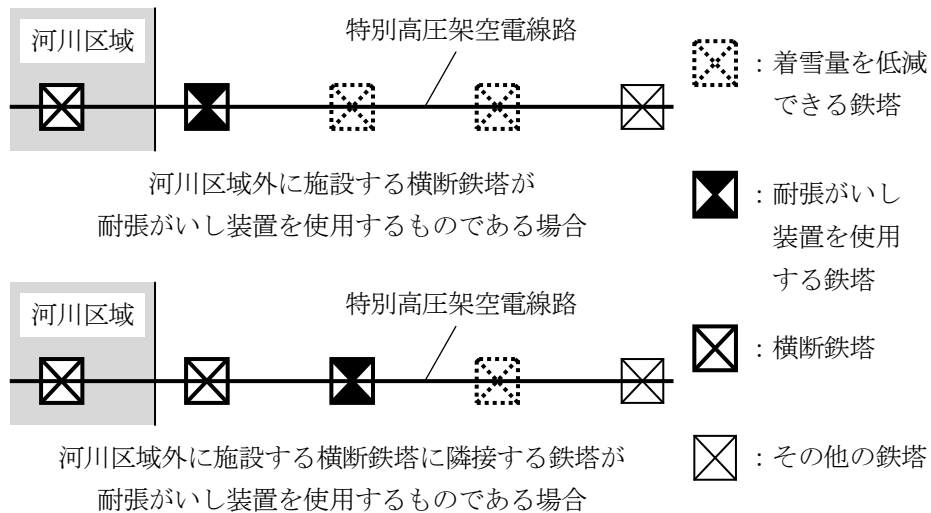 河川区域
特別高圧架空電線路
河川区域外に施設する横断鉄塔が
耐張がいし装置を使用するものである場合
河川区域
特別高圧架空電線路
河川区域外に施設する横断鉄塔に隣接する鉄塔が
耐張がいし装置を使用するものである場合
：着雪量を低減
できる鉄塔
：耐張がいし
装置を使用
する鉄塔
：横断鉄塔
：その他の鉄塔